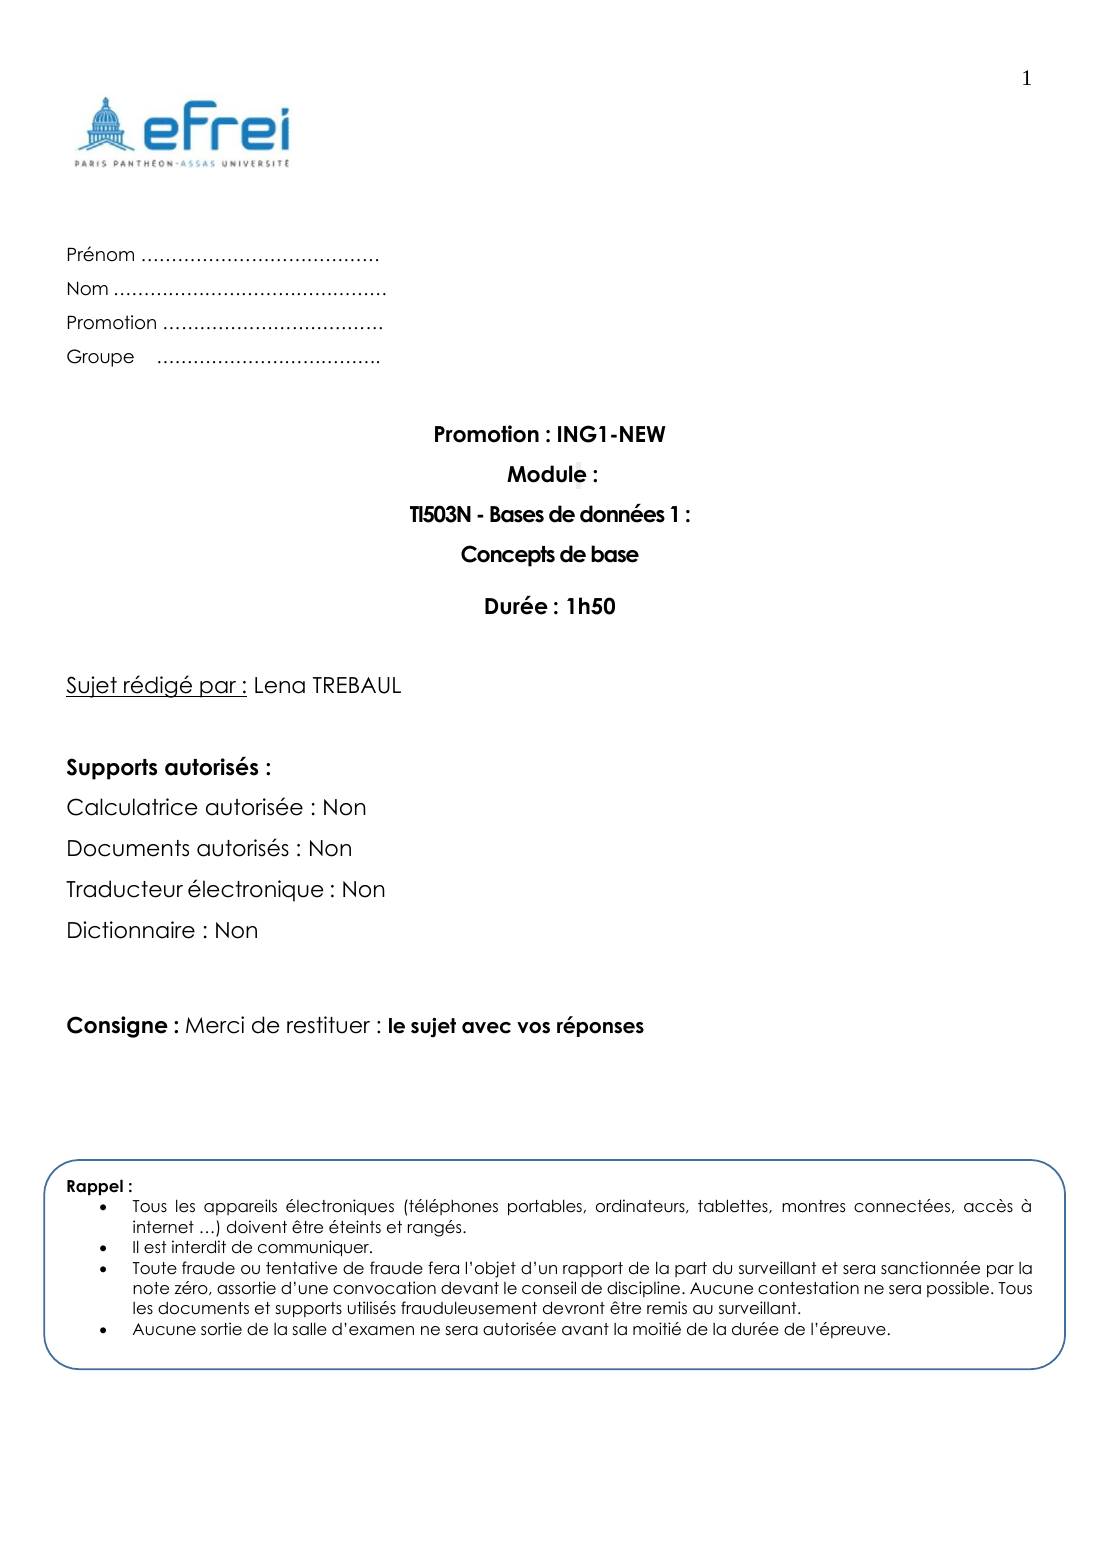 1
efrei
PARIS PANTHÉON-ASSAS UNIVERSITÉ
Prénom …………………………………
Nom ………………………………………
Promotion ………………………………
Groupe ……………………………….
Promotion : ING1-NEW
Module :
TI503N - Bases de données 1 :
Concepts de base
Durée : 1h50
Sujet rédigé par : Lena TREBAUL
Supports autorisés :
Calculatrice autorisée : Non
Documents autorisés : Non
Traducteur électronique : Non
Dictionnaire : Non
Consigne : Merci de restituer : le sujet avec vos réponses
Rappel :
• Tous les appareils électroniques (téléphones portables, ordinateurs, tablettes, montres connectées, accès à
internet …) doivent être éteints et rangés.
• Il est interdit de communiquer.
• Toute fraude ou tentative de fraude fera l’objet d’un rapport de la part du surveillant et sera sanctionnée par la
note zéro, assortie d’une convocation devant le conseil de discipline. Aucune contestation ne sera possible. Tous
les documents et supports utilisés frauduleusement devront être remis au surveillant.
• Aucune sortie de la salle d’examen ne sera autorisée avant la moitié de la durée de l’épreuve.